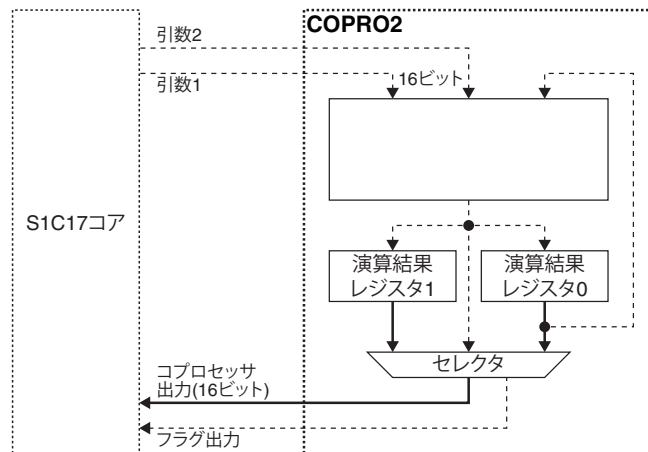 COPRO2
引数2
16ビット
引数1
S1C17コア
演算結果
レジスタ1
演算結果
レジスタ0
セレクタ
コプロセッサ
出力(16ビット)
フラグ出力